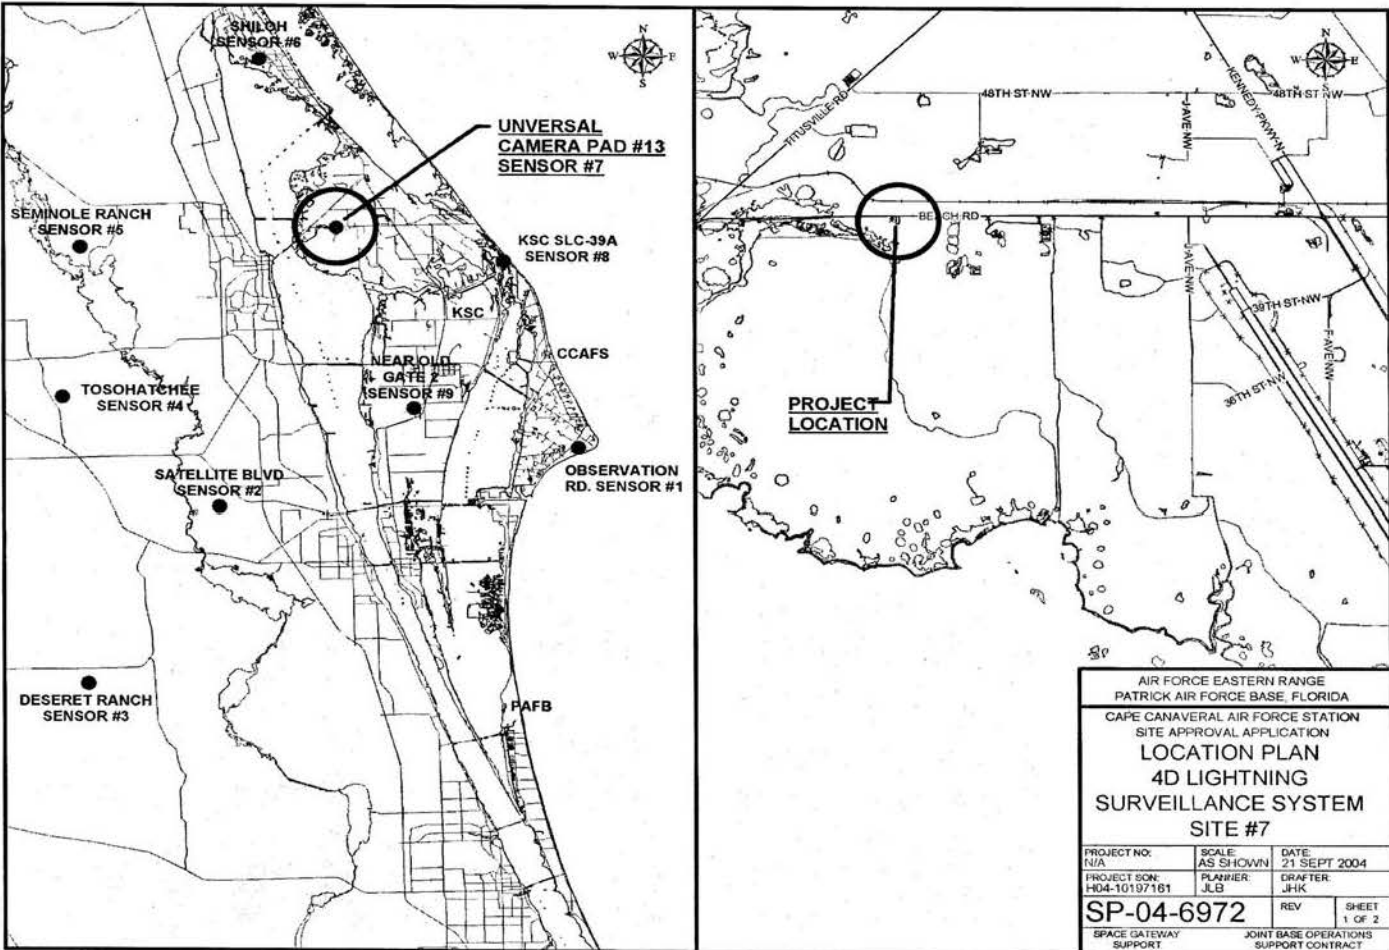 SHILOH
SENSOR #6
N
W
E
S
UNVERSAL
CAMERA PAD #13
SENSOR #7
SEMINOLE RANCH
SENSOR #5
KSC SLC-39A
SENSOR #8
KSC
CCAFS
NEAR OLD
GATE 2
SENSOR #9
TOSOHATCHEE
SENSOR #4
SATELLITE BLVD
SENSOR #2
OBSERVATION
RD. SENSOR #1
DESERET RANCH
SENSOR #3
PAFB
N
W
E
S
TITUSVILLE RD
48TH ST NW
KENNEDY PKWY N
48TH ST NW
J AVE NW
BEACH RD
J AVE NW
39TH ST NW
F AVE NW
36TH ST NW
PROJECT
LOCATION
AIR FORCE EASTERN RANGE
PATRICK AIR FORCE BASE, FLORIDA
CAPE CANAVERAL AIR FORCE STATION
SITE APPROVAL APPLICATION
LOCATION PLAN
4D LIGHTNING
SURVEILLANCE SYSTEM
SITE #7
PROJECT NO: N/A
SCALE: AS SHOWN
DATE: 21 SEPT 2004
PROJECT SON: H04-10197161
PLANNER: JLB
DRAFTER: JHK
SP-04-6972
REV
SHEET
1 OF 2
SPACE GATEWAY
SUPPORT
JOINT BASE OPERATIONS
SUPPORT CONTRACT